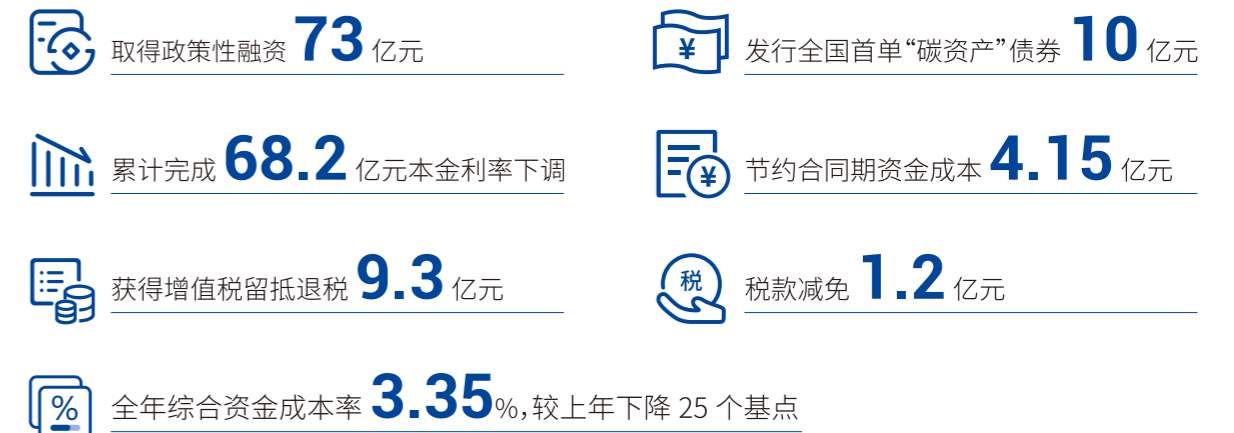 取得政策性融资 73 亿元
¥
发行全国首单“碳资产”债券 10 亿元
累计完成 68.2 亿元本金利率下调
¥
节约合同期资金成本 4.15 亿元
获得增值税留抵退税 9.3 亿元
税
税款减免 1.2 亿元
%
全年综合资金成本率 3.35%,较上年下降 25 个基点